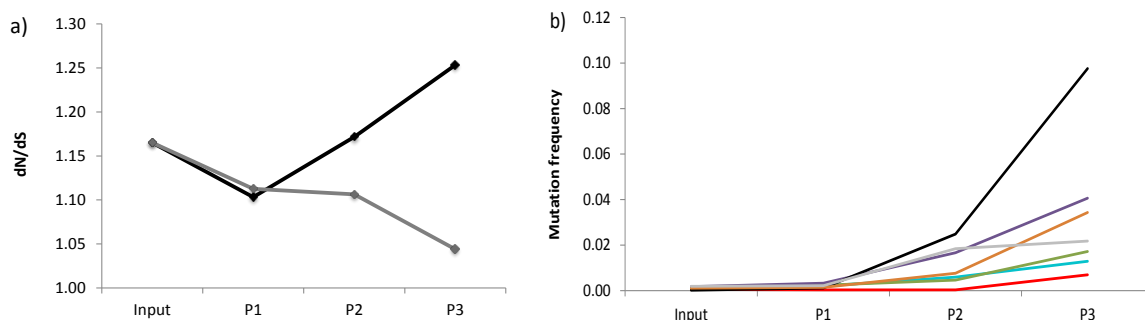 a)
dN/dS
1.30
1.25
1.20
1.15
1.10
1.05
1.00
Input P1 P2 P3
b)
Mutation frequency
0.12
0.10
0.08
0.06
0.04
0.02
0.00
Input P1 P2 P3